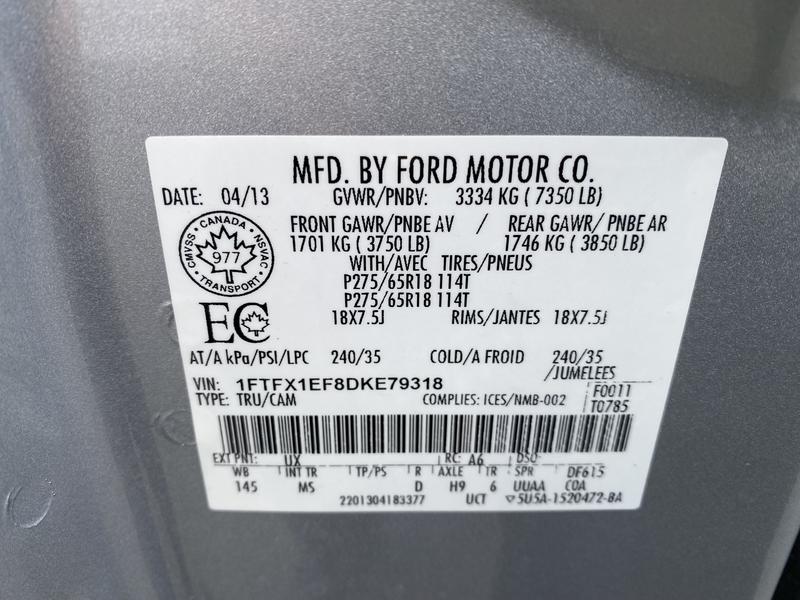 MFD. BY FORD MOTOR CO.
DATE: 04/13 GVWR/PNBV: 3334 KG ( 7350 LB)
FRONT GAWR/PNBE AV / REAR GAWR/ PNBE AR
1701 KG ( 3750 LB) 1746 KG ( 3850 LB)
WITH/AVEC TIRES/PNEUS
P275/65R18 114T
P275/65R18 114T
18X7.5J RIMS/JANTES 18X7.5J
CANADA
CMVSS NSVAC
977
TRANSPORT
EC
AT/A kPa/PSI/LPC 240/35 COLD/A FROID 240/35
/JUMELEES
VIN: 1FTFX1EF8DKE79318 F0011
TYPE: TRU/CAM COMPLIES: ICES/NMB-002 T0785
EXT PNT: UX RC: A6 DSO:
WB INT TR TP/PS R AXLE TR SPR DF615
145 MS D H9 6 UUAA COA
2201304183377 UCT 5U5A-1520472-BA